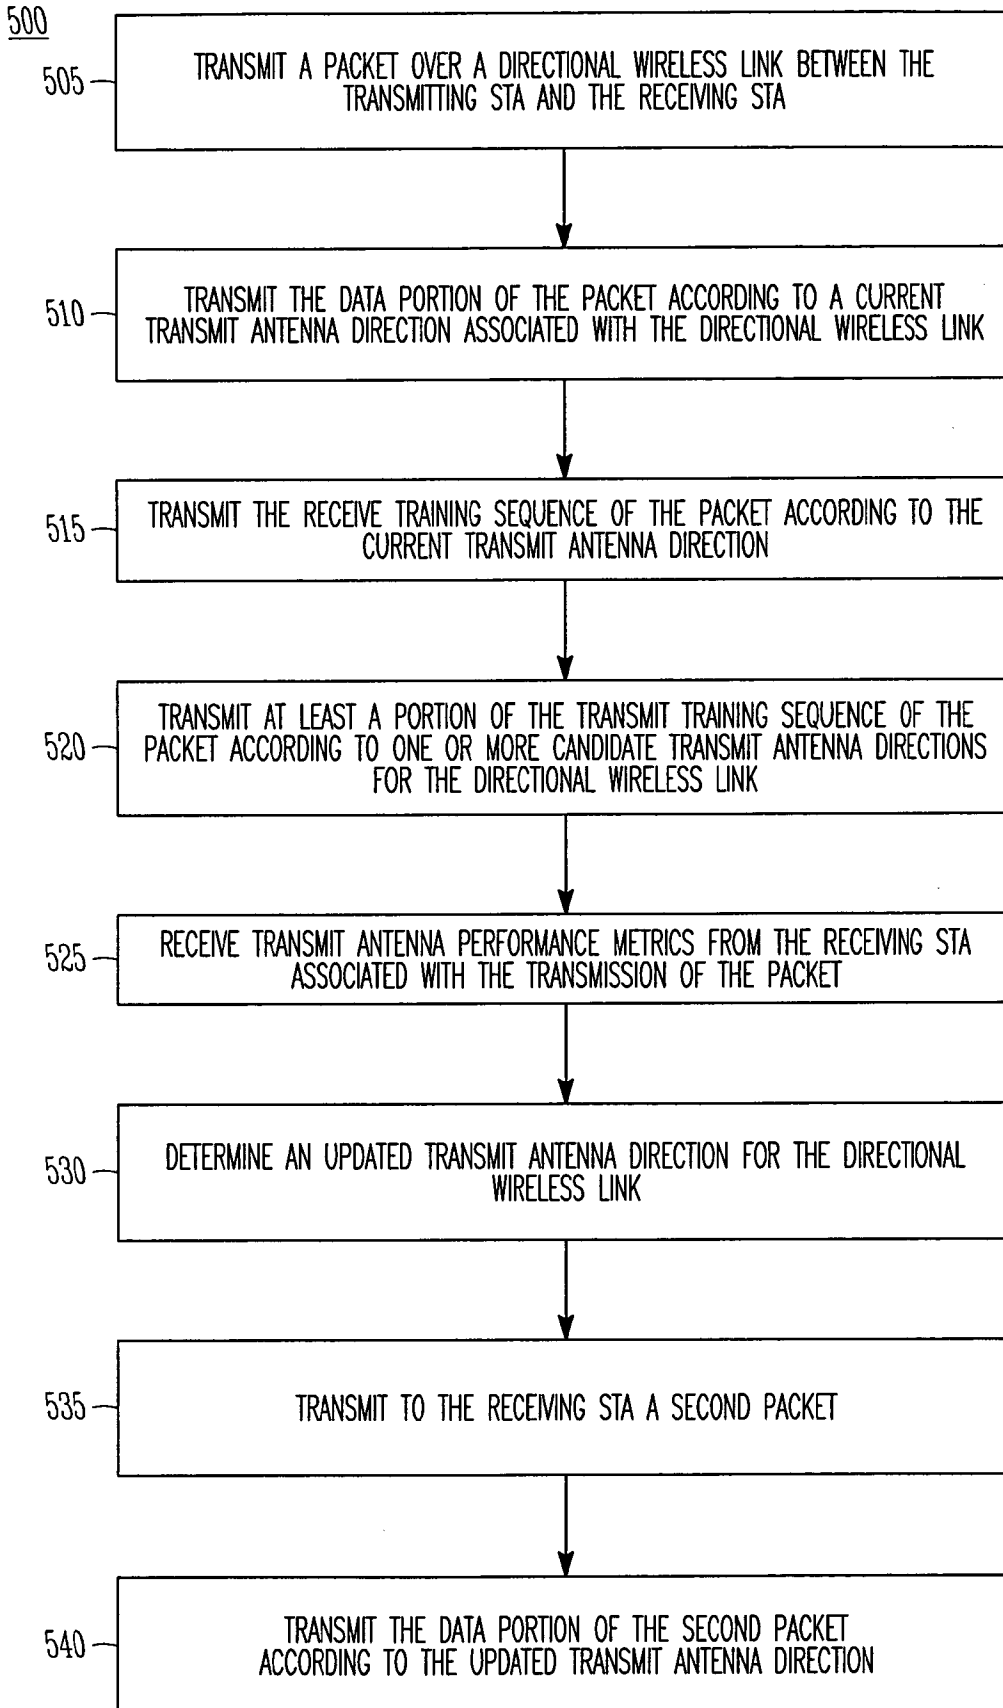 500
505
TRANSMIT A PACKET OVER A DIRECTIONAL WIRELESS LINK BETWEEN THE
TRANSMITTING STA AND THE RECEIVING STA
510
TRANSMIT THE DATA PORTION OF THE PACKET ACCORDING TO A CURRENT
TRANSMIT ANTENNA DIRECTION ASSOCIATED WITH THE DIRECTIONAL WIRELESS LINK
515
TRANSMIT THE RECEIVE TRAINING SEQUENCE OF THE PACKET ACCORDING TO THE
CURRENT TRANSMIT ANTENNA DIRECTION
520
TRANSMIT AT LEAST A PORTION OF THE TRANSMIT TRAINING SEQUENCE OF THE
PACKET ACCORDING TO ONE OR MORE CANDIDATE TRANSMIT ANTENNA DIRECTIONS
FOR THE DIRECTIONAL WIRELESS LINK
525
RECEIVE TRANSMIT ANTENNA PERFORMANCE METRICS FROM THE RECEIVING STA
ASSOCIATED WITH THE TRANSMISSION OF THE PACKET
530
DETERMINE AN UPDATED TRANSMIT ANTENNA DIRECTION FOR THE DIRECTIONAL
WIRELESS LINK
535
TRANSMIT TO THE RECEIVING STA A SECOND PACKET
540
TRANSMIT THE DATA PORTION OF THE SECOND PACKET
ACCORDING TO THE UPDATED TRANSMIT ANTENNA DIRECTION